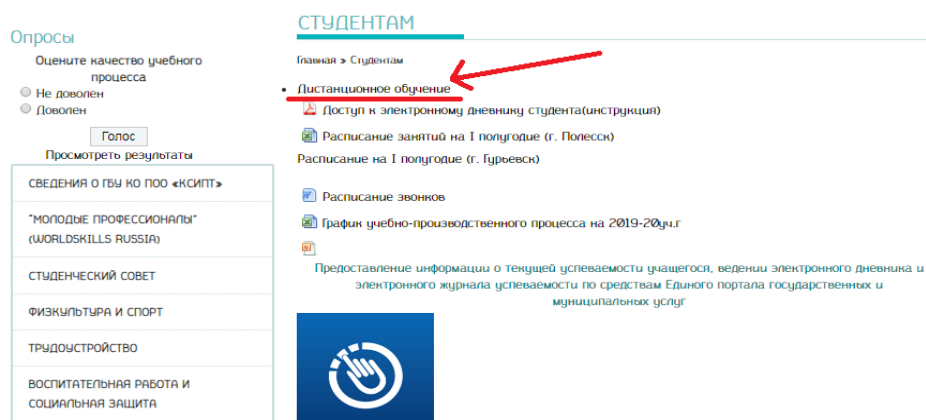 СТУДЕНТАМ
Опросы
Оцените качество учебного
процесса
Не доволен
Доволен
Голос
Просмотреть результаты
СВЕДЕНИЯ О ГБУ КО ПОО «КСИПТ»
"МОЛОДЫЕ ПРОФЕССИОНАЛЫ"
(WORLDSKILLS RUSSIA)
СТУДЕНЧЕСКИЙ СОВЕТ
ФИЗКУЛЬТУРА И СПОРТ
ТРУДОУСТРОЙСТВО
ВОСПИТАТЕЛЬНАЯ РАБОТА И
СОЦИАЛЬНАЯ ЗАЩИТА
Главная » Студентам
Дистанционное обучение
Доступ к электронному дневнику студента(инструкция)
Расписание занятий на I полугодие (г. Полесск)
Расписание на I полугодие (г. Гурьевск)
Расписание звонков
График учебно-производственного процесса на 2019-20уч.г
Предоставление информации о текущей успеваемости учащегося, ведении электронного дневника и
электронного журнала успеваемости по средствам Единого портала государственных и
муниципальных услуг